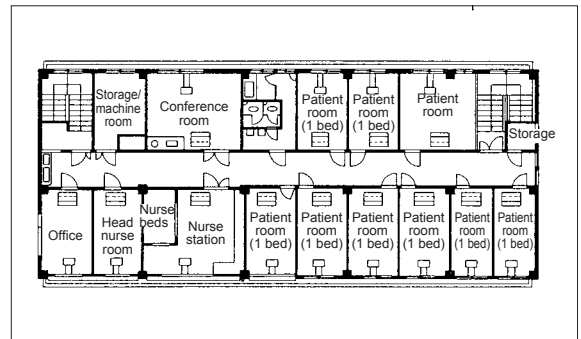 Storage/
machine
room
Conference
room
Patient
room
(1 bed)
Patient
room
(1 bed)
Patient
room
Storage
Office
Head
nurse
room
Nurse
beds
Nurse
station
Patient
room
(1 bed)
Patient
room
(1 bed)
Patient
room
(1 bed)
Patient
room
(1 bed)
Patient
room
(1 bed)
Patient
room
(1 bed)